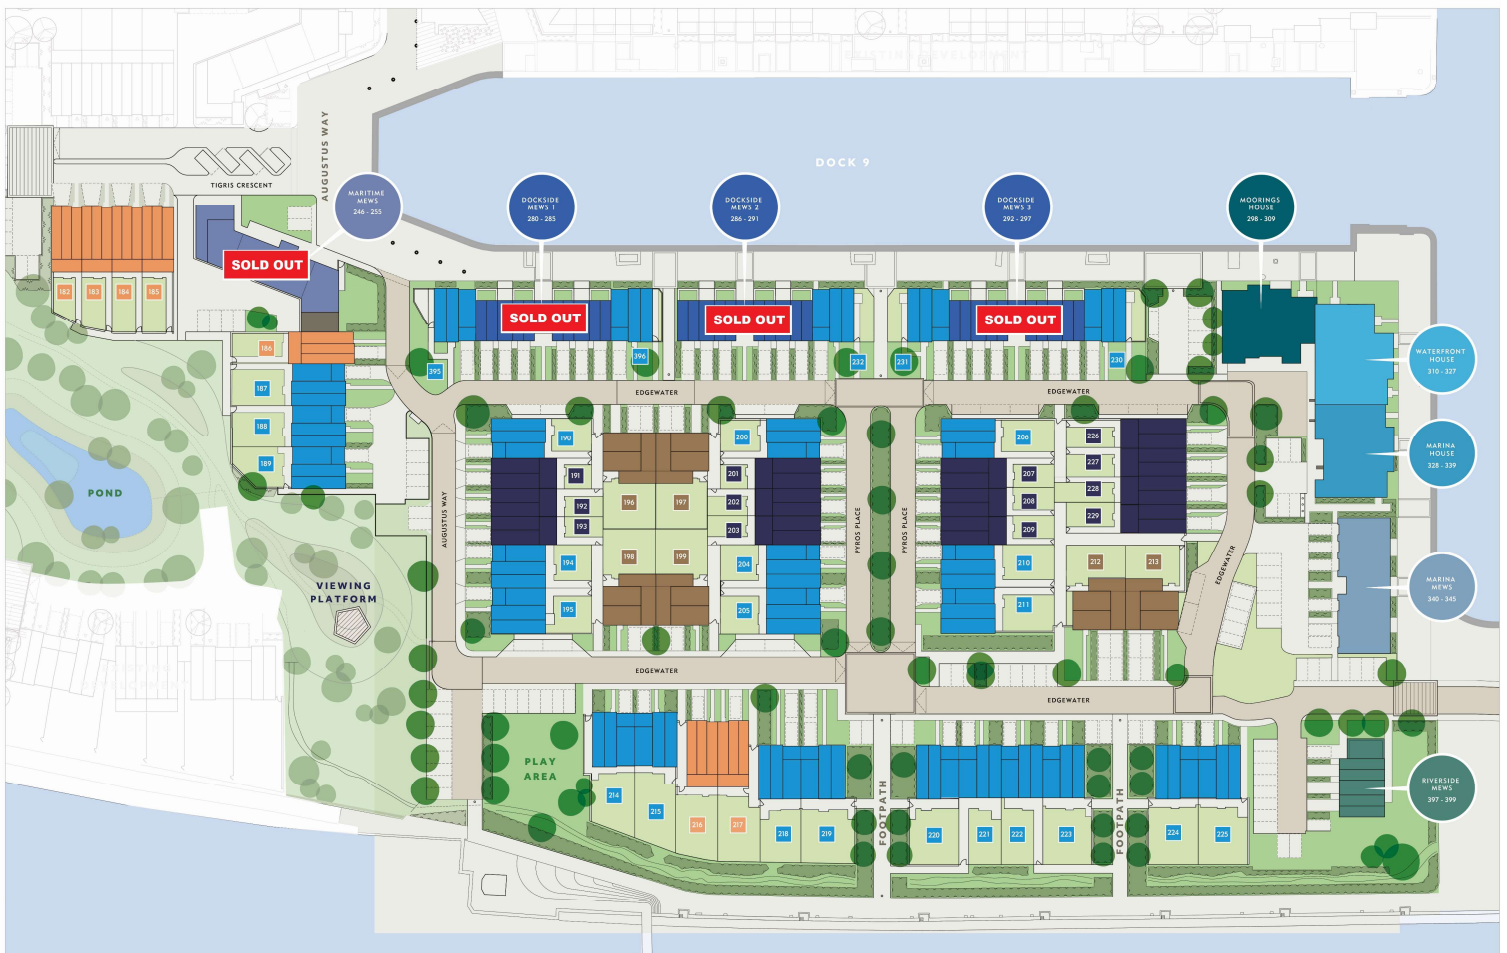 EXISTING DEVELOPMENT
DOCK 9
AUGUSTUS WAY
TIGRIS CRESCENT
MARITIME
MEWS
246 - 255
DOCKSIDE
MEWS 1
280 - 285
DOCKSIDE
MEWS 2
286 - 291
DOCKSIDE
MEWS 3
292 - 297
MOORINGS
HOUSE
298 - 309
SOLD OUT
SOLD OUT
SOLD OUT
SOLD OUT
182
183
184
185
186
187
188
189
395
396
232
231
230
WATERFRONT
HOUSE
310 - 327
EDGEWATER
EDGEWATER
190
200
206
226
191
201
207
227
192
196
197
202
208
228
193
203
209
229
MARINA
HOUSE
328 - 339
POND
AUGUSTUS WAY
PYROS PLACE
PYROS PLACE
EDGEWATER
194
198
199
204
210
212
213
195
205
211
VIEWING
PLATFORM
MARINA
MEWS
340 - 345
EDGEWATER
EDGEWATER
PLAY
AREA
214
215
216
217
218
219
220
221
222
223
224
225
FOOTPATH
FOOTPATH
RIVERSIDE
MEWS
397 - 399